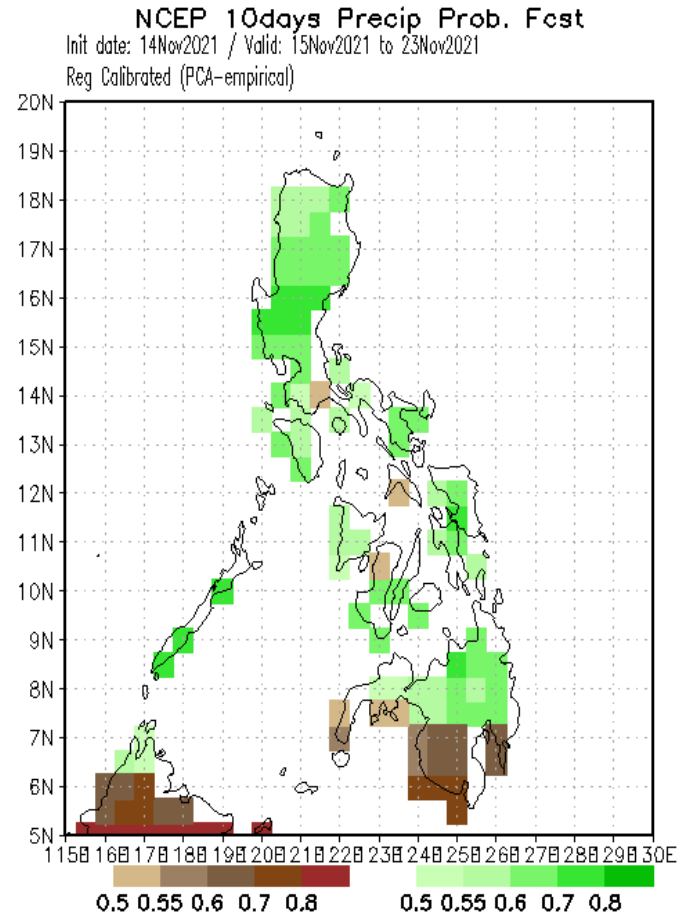 NCEP 10days Precip Prob. Fcst
Init date: 14Nov2021 / Valid: 15Nov2021 to 23Nov2021
Reg Calibrated (PCA-empirical)
20N
19N
18N
17N
16N
15N
14N
13N
12N
11N
10N
9N
8N
7N
6N
5N
130E
0.5 0.55 0.6 0.7 0.8 0.5 0.55 0.6 0.7 0.8